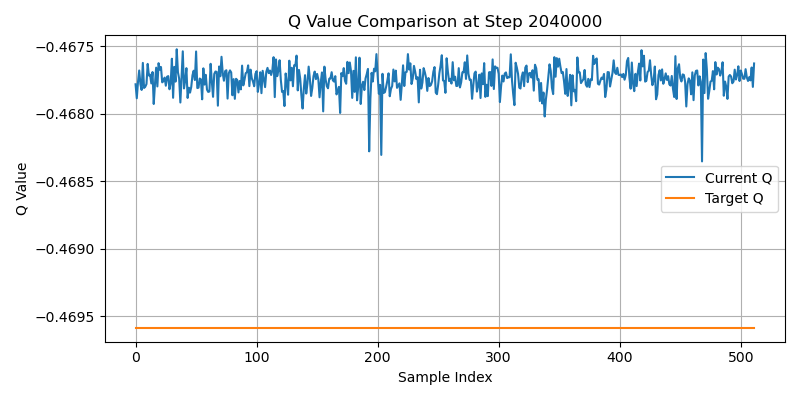 Q Value Comparison at Step 2040000
−0.4675
−0.4680
−0.4685
−0.4690
−0.4695
Q Value
Current Q
Target Q
0 100 200 300 400 500
Sample Index